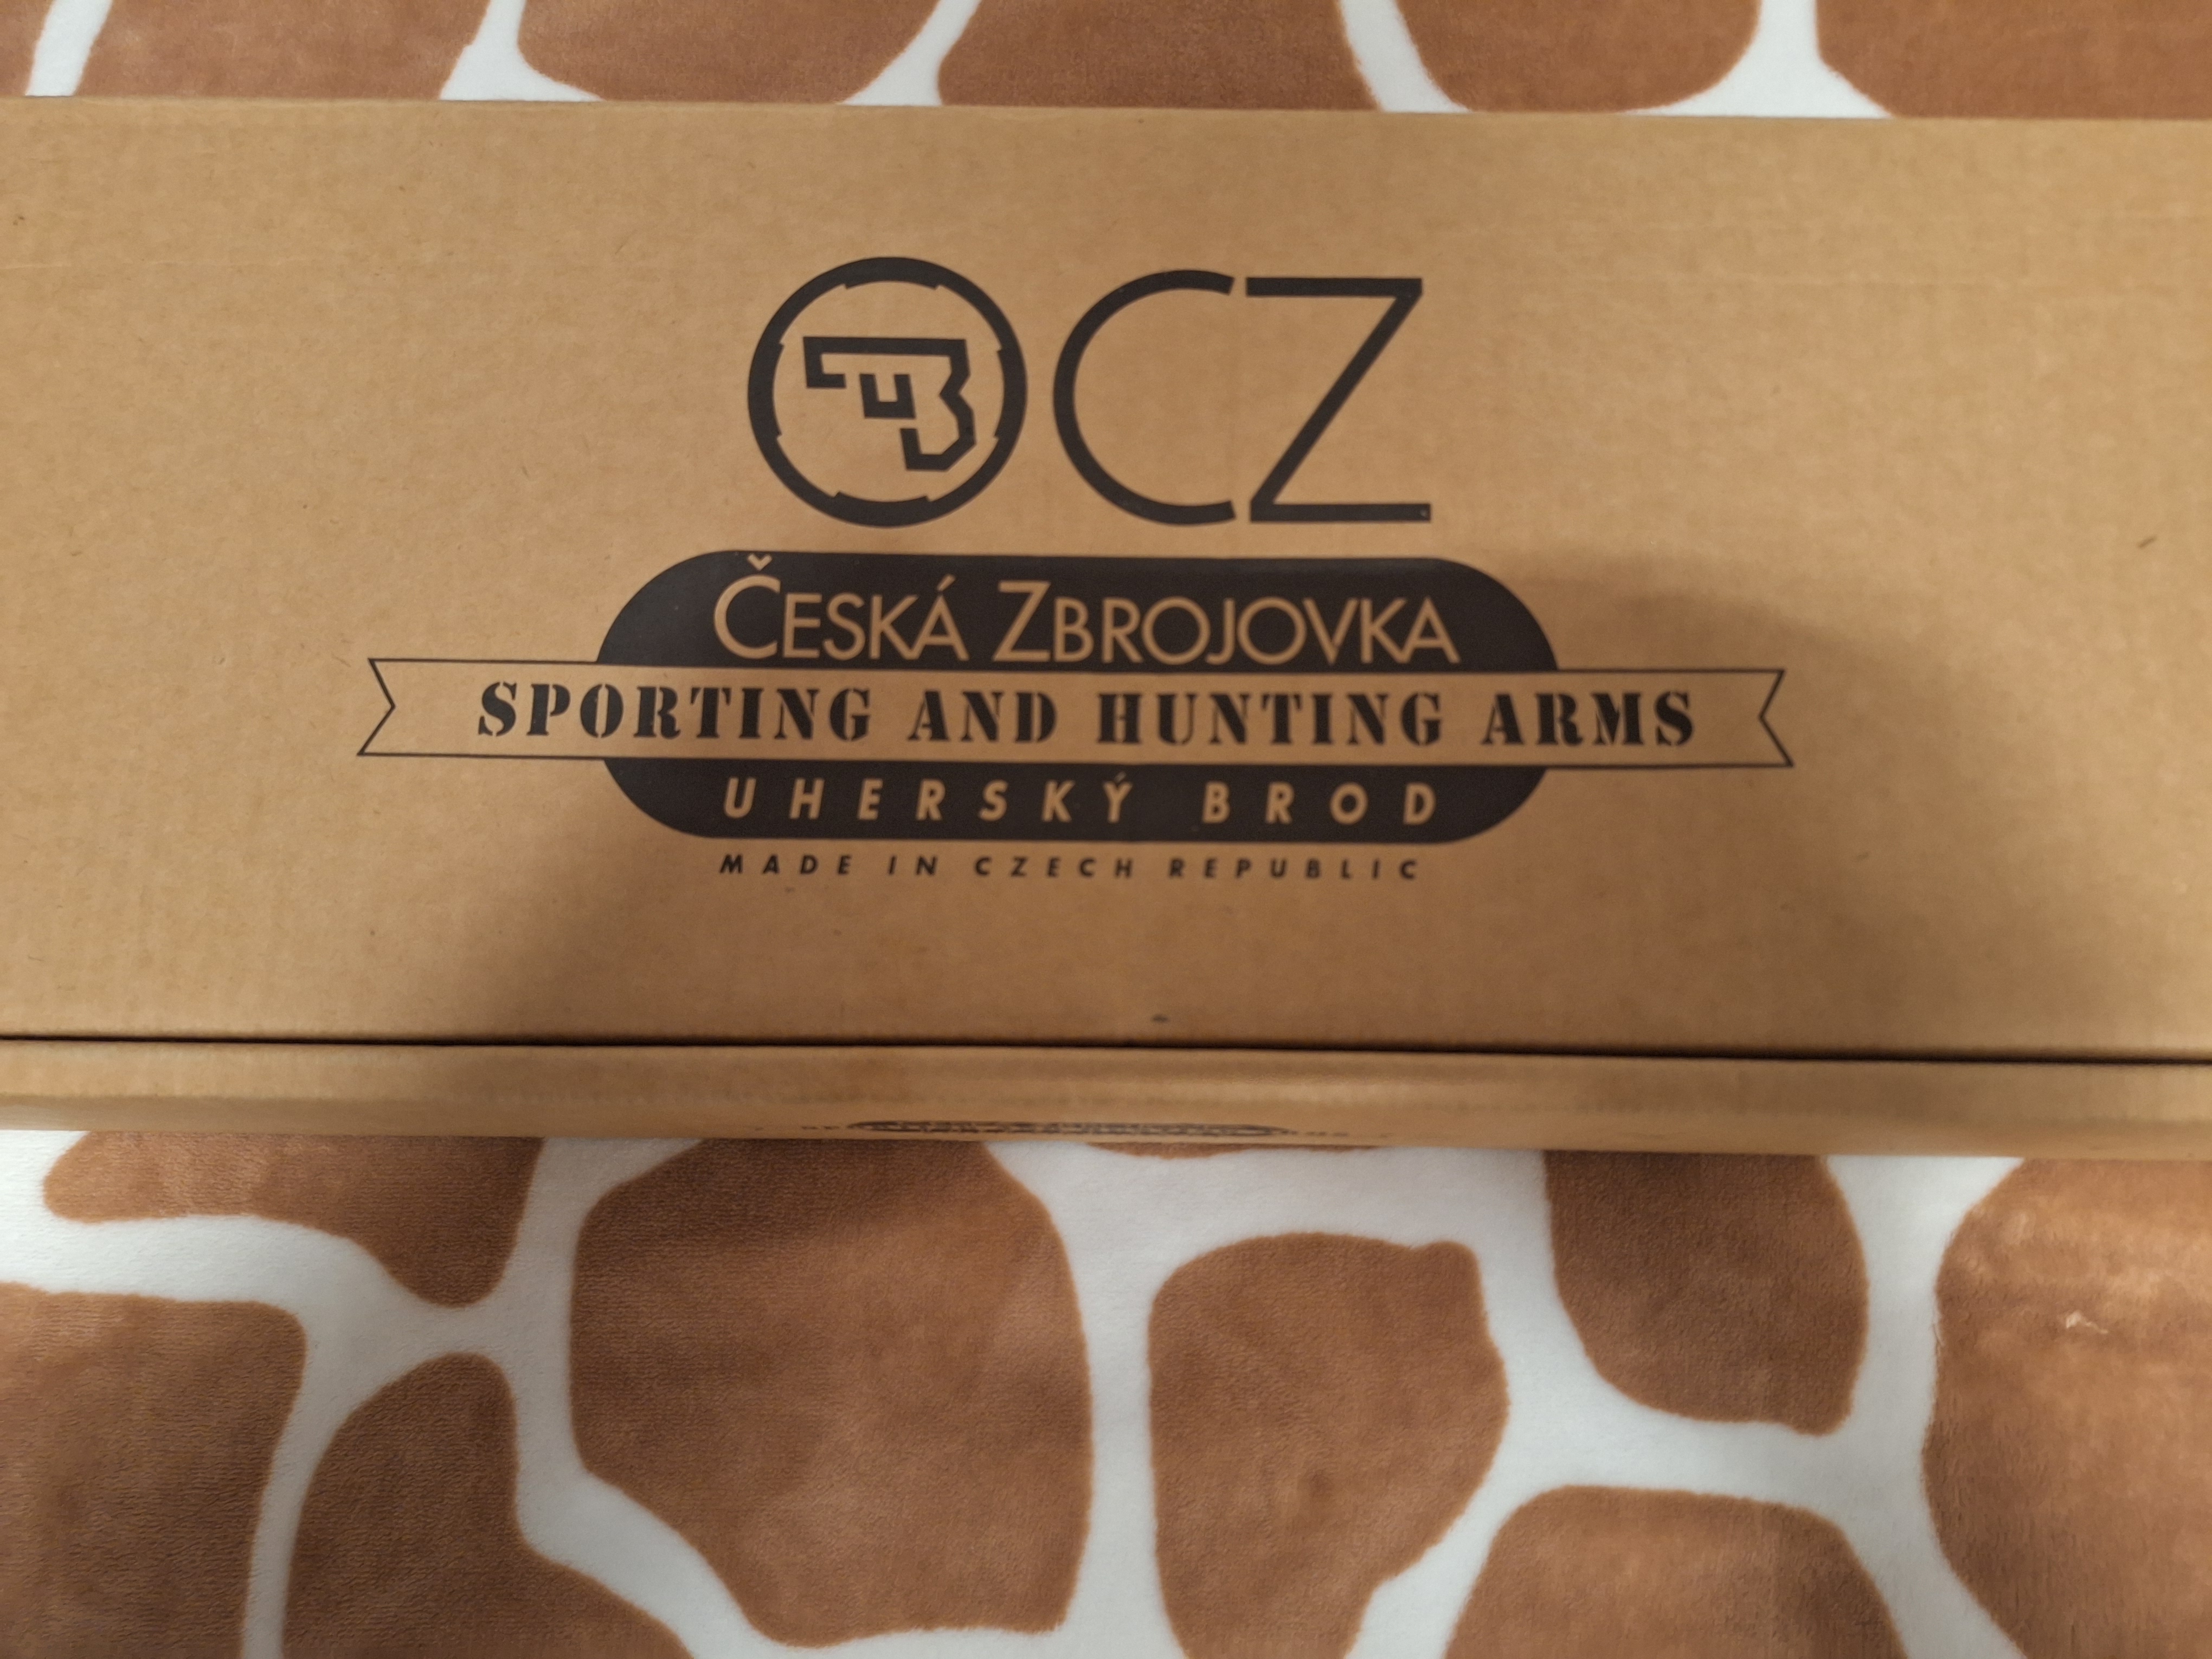 CZ
ČESKÁ ZBROJOVKA
SPORTING AND HUNTING ARMS
UHERSKÝ BROD
MADE IN CZECH REPUBLIC